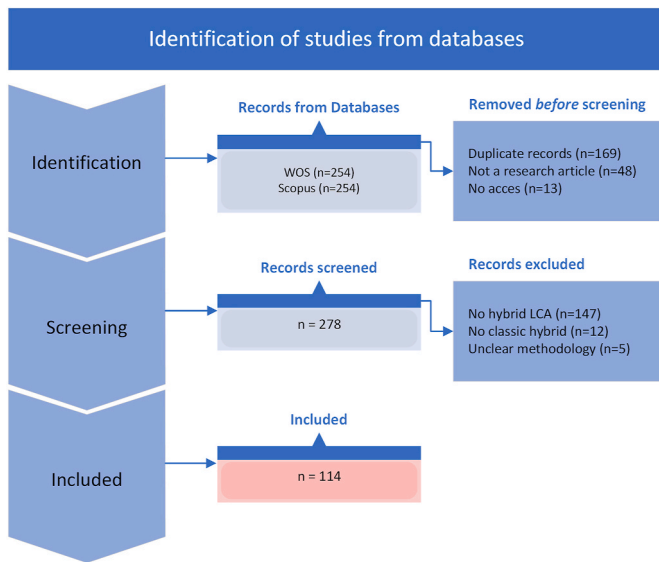 Identification of studies from databases
Identification
Records from Databases
WOS (n=254)
Scopus (n=254)
Removed before screening
Duplicate records (n=169)
Not a research article (n=48)
No acces (n=13)
Screening
Records screened
n = 278
Records excluded
No hybrid LCA (n=147)
No classic hybrid (n=12)
Unclear methodology (n=5)
Included
Included
n = 114